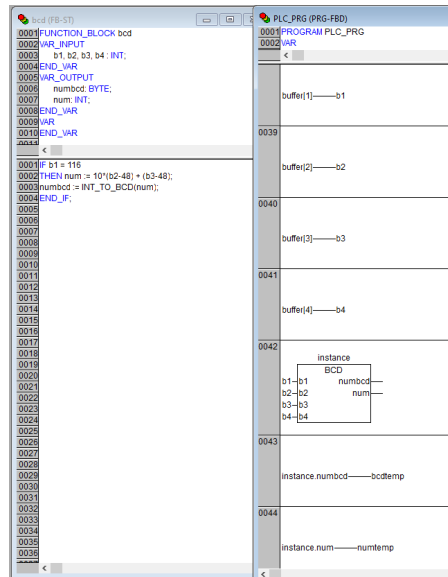 bcd (FB-ST)
0001 FUNCTION_BLOCK bcd
0002 VAR_INPUT
0003 b1, b2, b3, b4 : INT;
0004 END_VAR
0005 VAR_OUTPUT
0006 numbcd: BYTE;
0007 num: INT;
0008 END_VAR
0009 VAR
0010 END_VAR
0001 IF b1 = 116
0002 THEN num := 10*(b2-48) + (b3-48);
0003 numbcd := INT_TO_BCD(num);
0004 END_IF;
0005
0006
0007
0008
0009
0010
0011
0012
0013
0014
0015
0016
0017
0018
0019
0020
0021
0022
0023
0024
0025
0026
0027
0028
0029
0030
0031
0032
0033
0034
0035
0036
PLC_PRG (PRG-FBD)
0001 PROGRAM PLC_PRG
0002 VAR
buffer[1] b1
0039
buffer[2] b2
0040
buffer[3] b3
0041
buffer[4] b4
0042
instance
BCD
b1 b1 numbcd
b2 b2 num
b3 b3
b4 b4
0043
instance.numbcd bcdtemp
0044
instance.num numtemp